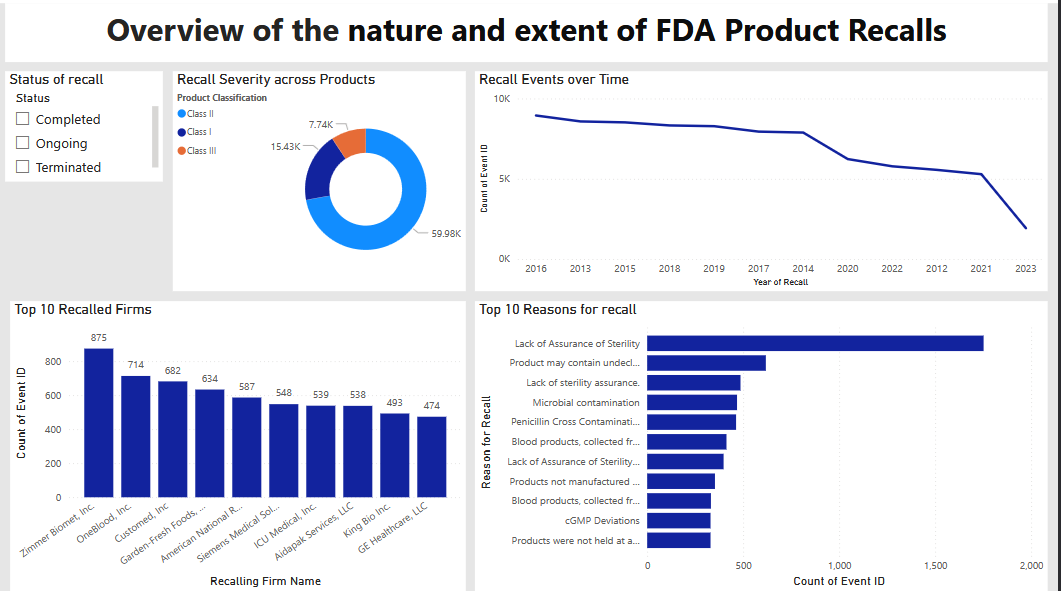 Overview of the nature and extent of FDA Product Recalls
Status of recall
Status
Completed
Ongoing
Terminated
Recall Severity across Products
Product Classification
Class II
Class I
Class III
7.74K
15.43K
59.98K
Recall Events over Time
10K
5K
0K
Count of Event ID
2016 2013 2015 2018 2019 2017 2014 2020 2022 2012 2021 2023
Year of Recall
Top 10 Recalled Firms
Count of Event ID
800
600
400
200
0
875 714 682 634 587 548 539 538 493 474
Zimmer Biomet, Inc.
OneBlood, Inc.
Customed, Inc
Garden-Fresh Foods, ...
American National R...
Siemens Medical Sol...
ICU Medical, Inc.
Aidapak Services, LLC
King Bio Inc.
GE Healthcare, LLC
Recalling Firm Name
Top 10 Reasons for recall
Reason for Recall
Lack of Assurance of Sterility
Product may contain undecl...
Lack of sterility assurance.
Microbial contamination
Penicillin Cross Contaminati...
Blood products, collected fr...
Lack of Assurance of Sterility...
Products not manufactured ...
Blood products, collected fr...
cGMP Deviations
Products were not held at a...
0 500 1,000 1,500 2,000
Count of Event ID